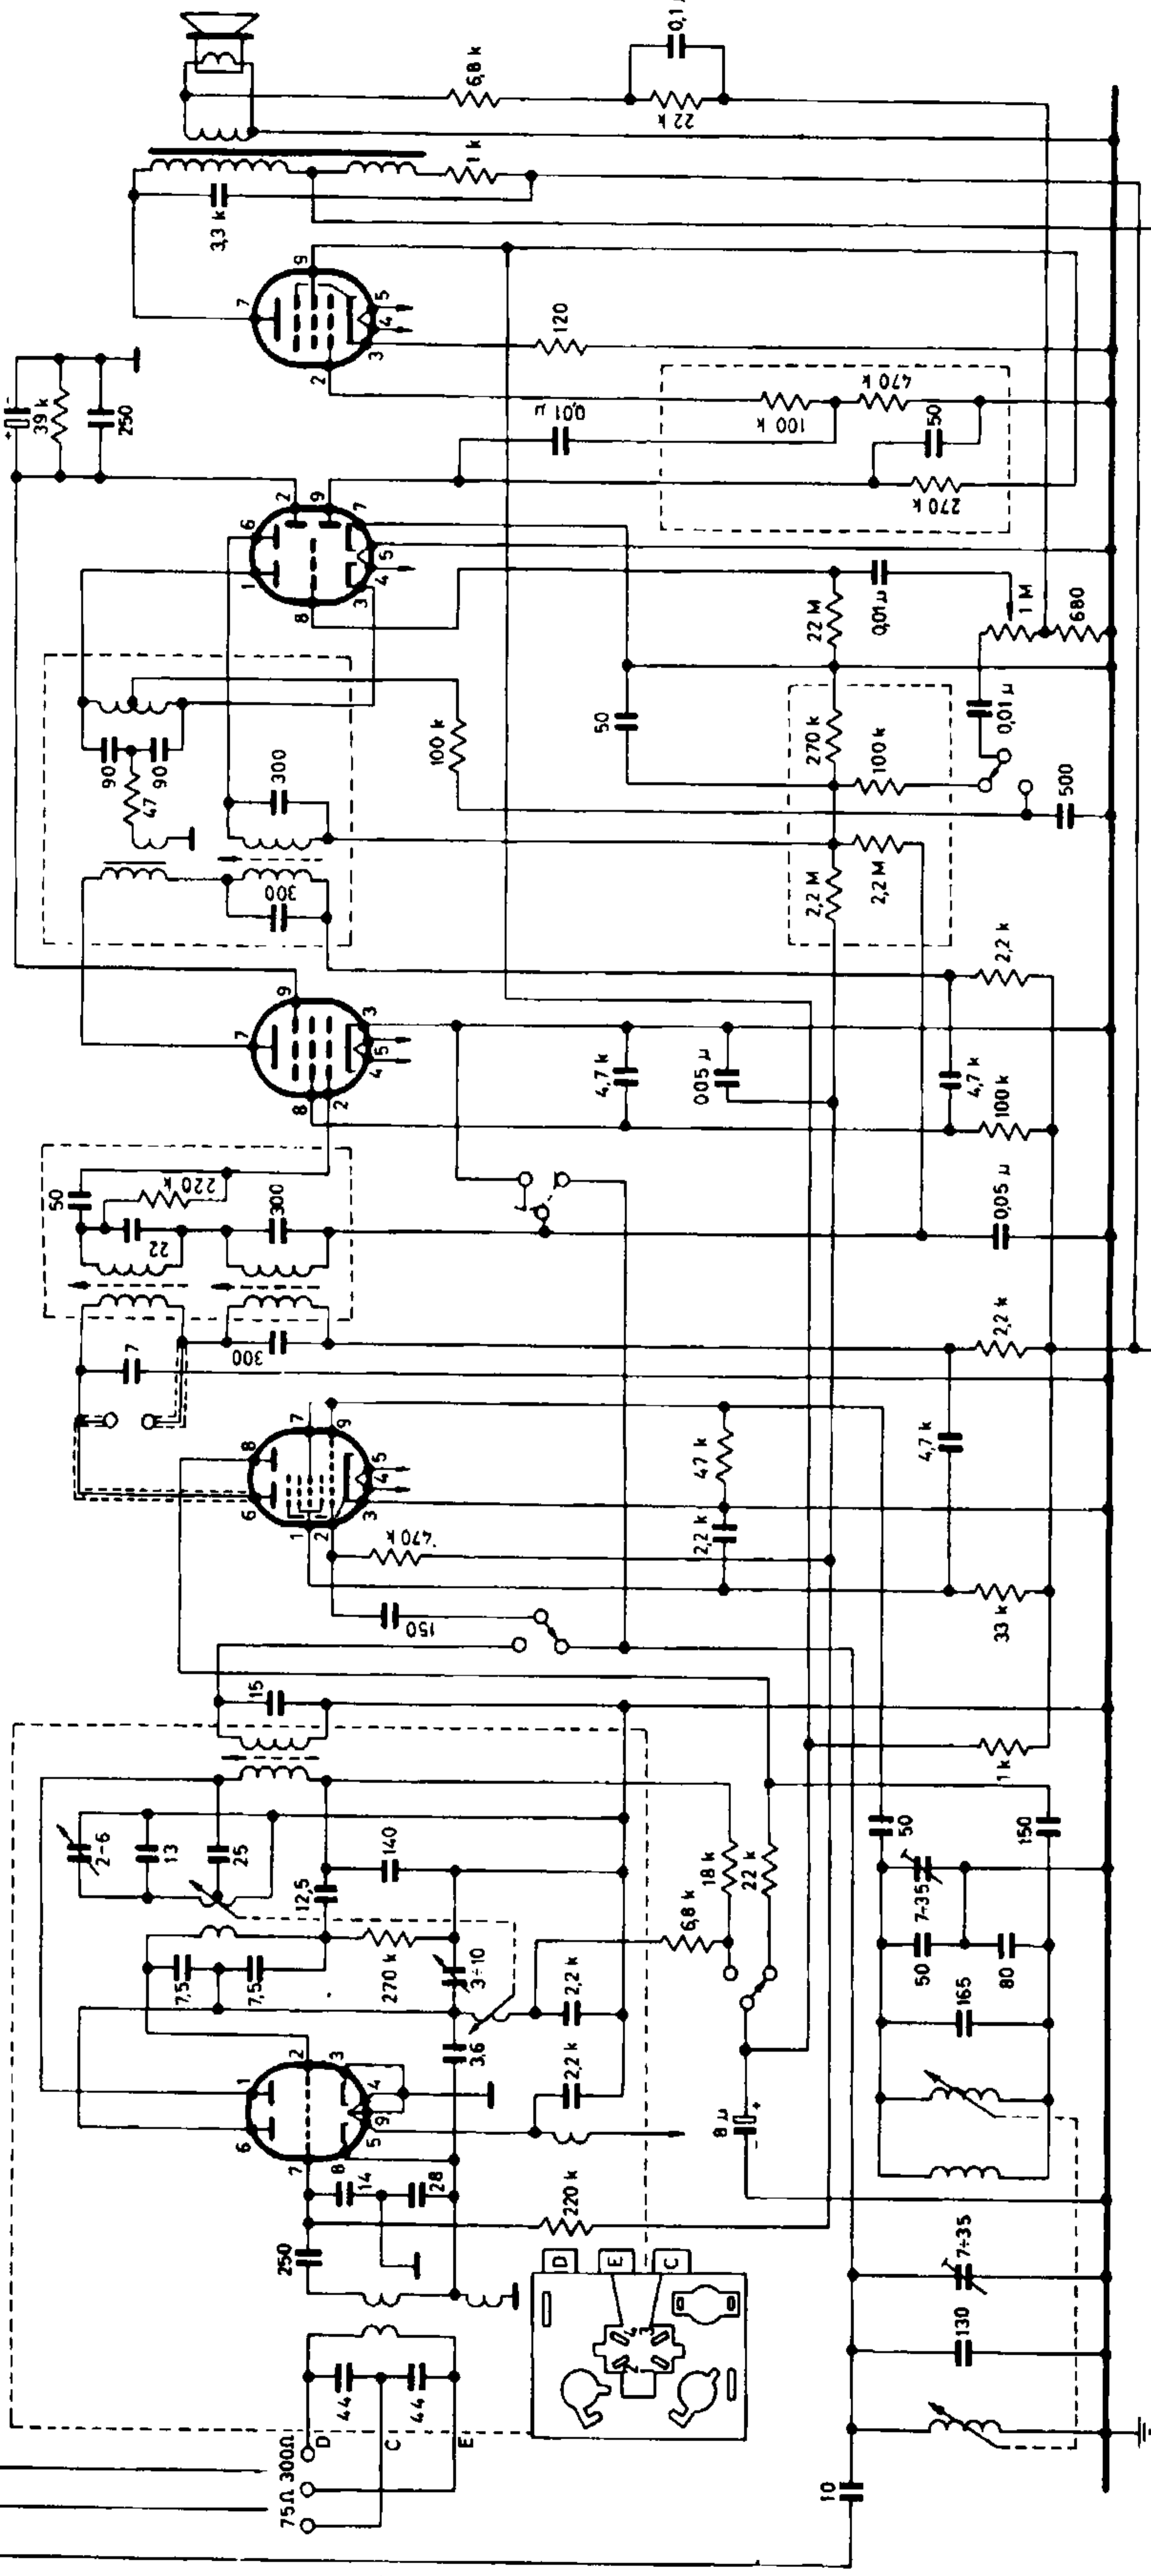 75Ω 300Ω
D
C
E
44
44
250
14
28
220 k
7
8
6
5
9
4
1
2
3
3,6
2,2 k
2,2 k
7,5
7,5
270 k
3÷10
12,5
140
2-6
13
25
15
6,8 k
18 k
22 k
8 µ
+
-
D
E
C
2
4
3
10
130
7÷35
165
50
80
7÷35
50
150
1 k
150
470 k
1
2
6
8
7
9
3
4
5
2,2 k
47 k
33 k
4,7 k
2,2 k
7
300
22
50
220 k
300
0,05 µ
8
2
7
9
4
5
3
4,7 k
005 µ
4,7 k
100 k
2,2 k
300
47
90
90
300
100 k
2,2 M
2,2 M
270 k
100 k
50
500
0,01 µ
22 M
0,01 µ
1 M
680
8
1
6
2
9
3
4
5
7
+
-
39 k
250
0,01 µ
100 k
470 k
50
270 k
2
7
9
3
4
5
120
3,3 k
1 k
6,8 k
22 k
0,1